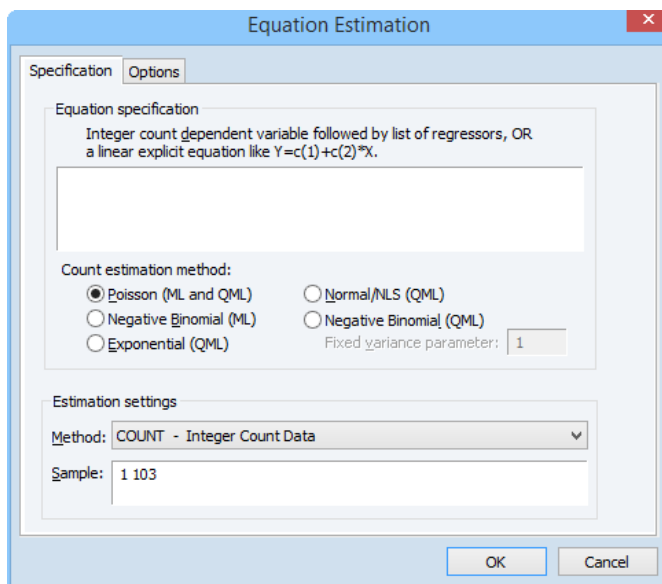 Equation Estimation
Specification
Options
Equation specification
Integer count dependent variable followed by list of regressors, OR
a linear explicit equation like Y=c(1)+c(2)*X.
Count estimation method:
Poisson (ML and QML)
Normal/NLS (QML)
Negative Binomial (ML)
Negative Binomial (QML)
Exponential (QML)
Fixed variance parameter: 1
Estimation settings
Method: COUNT - Integer Count Data
Sample: 1 103
OK
Cancel